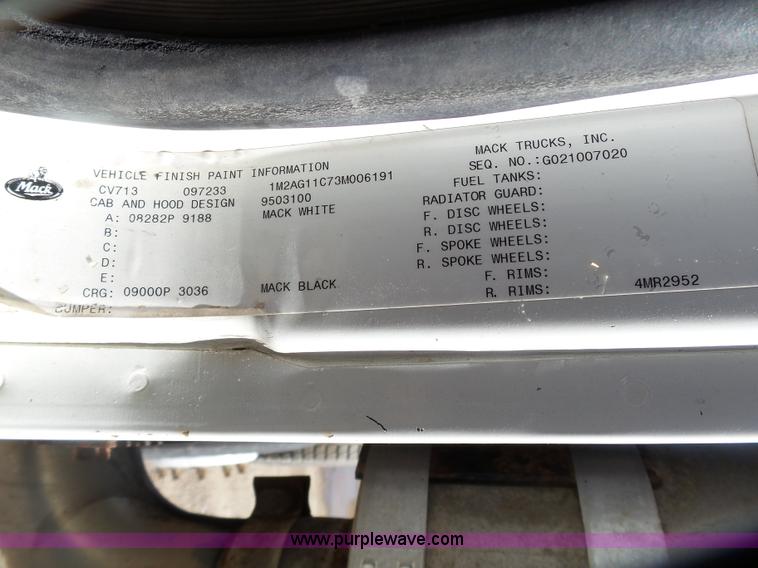 Mack
VEHICLE FINISH PAINT INFORMATION
CV713 097233 1M2AG11C73M006191
CAB AND HOOD DESIGN 9503100
A: 08282P 9188 MACK WHITE
B:
C:
D:
E:
CRG: 09000P 3036 MACK BLACK
BUMPER:
MACK TRUCKS, INC.
SEQ. NO.:G021007020
FUEL TANKS:
RADIATOR GUARD:
F. DISC WHEELS:
R. DISC WHEELS:
F. SPOKE WHEELS:
R. SPOKE WHEELS:
F. RIMS:
R. RIMS: 4MR2952
www.purplewave.com